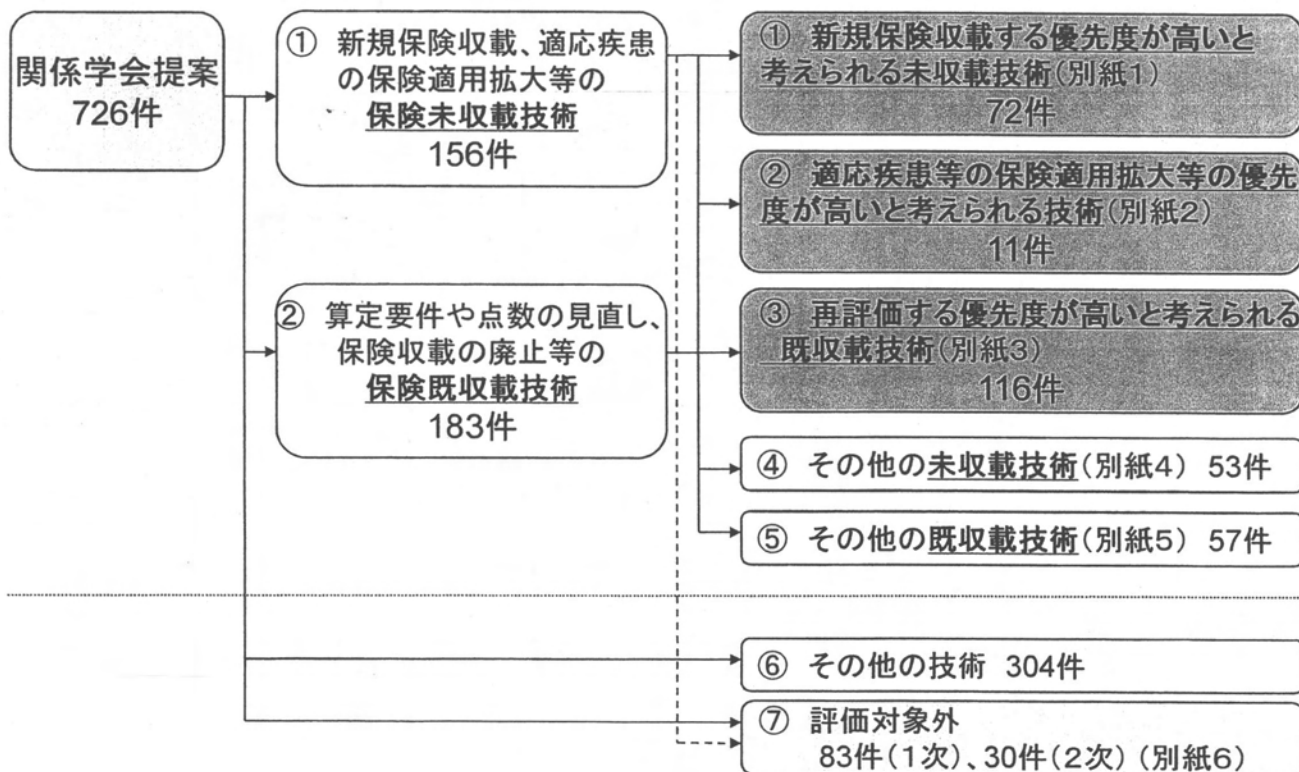 関係学会提案
726件
① 新規保険収載、適応疾患
の保険適用拡大等の
保険未収載技術
156件
② 算定要件や点数の見直し、
保険収載の廃止等の
保険既収載技術
183件
① 新規保険収載する優先度が高いと
考えられる未収載技術(別紙1)
72件
② 適応疾患等の保険適用拡大等の優先
度が高いと考えられる技術(別紙2)
11件
③ 再評価する優先度が高いと考えられる
既収載技術(別紙3)
116件
④ その他の未収載技術(別紙4) 53件
⑤ その他の既収載技術(別紙5) 57件
⑥ その他の技術 304件
⑦ 評価対象外
83件(1次)、30件(2次) (別紙6)